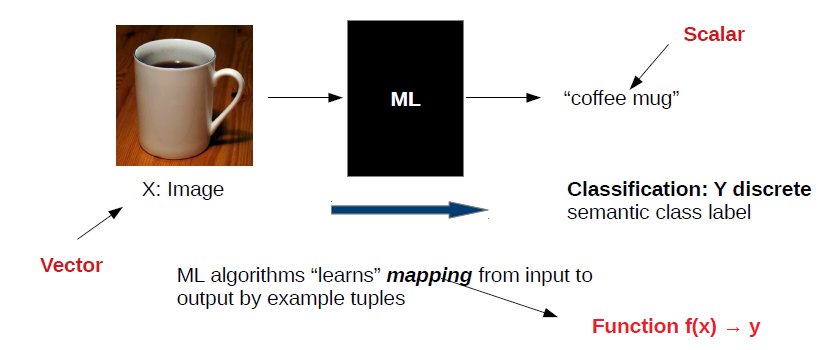 Scalar
ML
“coffee mug”
X: Image
Classification: Y discrete
semantic class label
Vector
ML algorithms “learns” mapping from input to
output by example tuples
Function f(x) → y